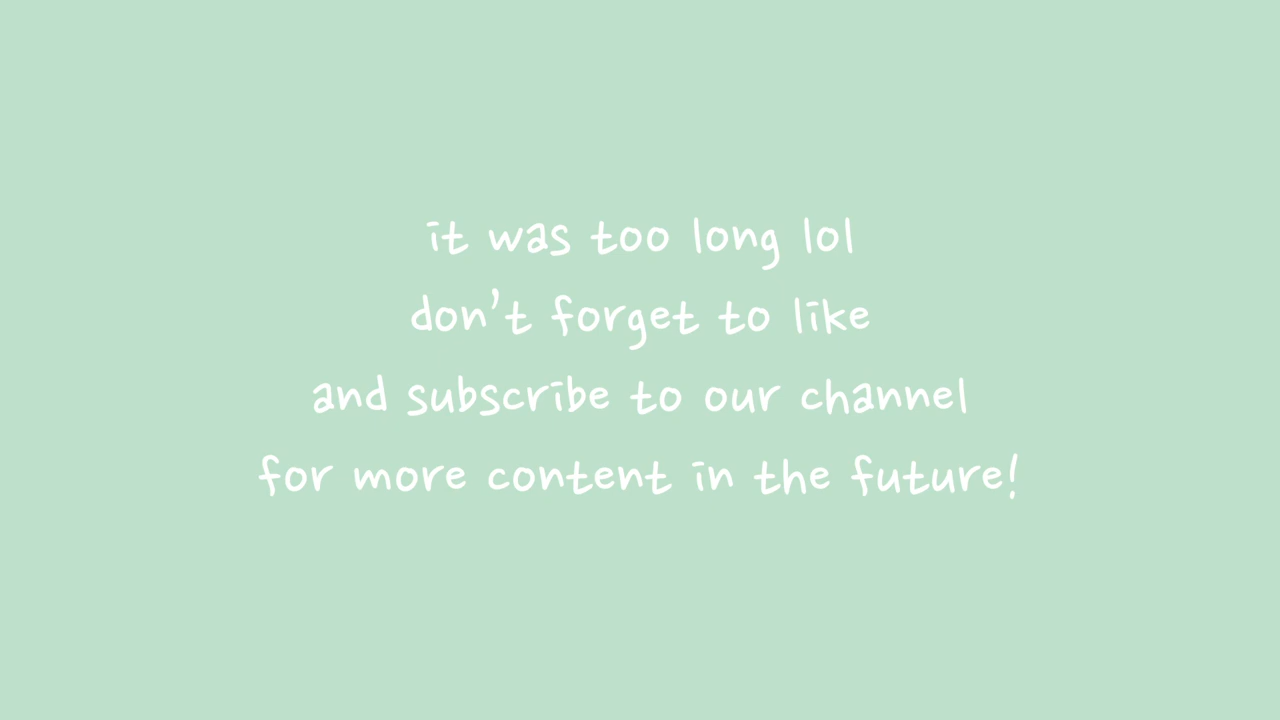 it was too long lol
don't forget to like
and subscribe to our channel
for more content in the future!